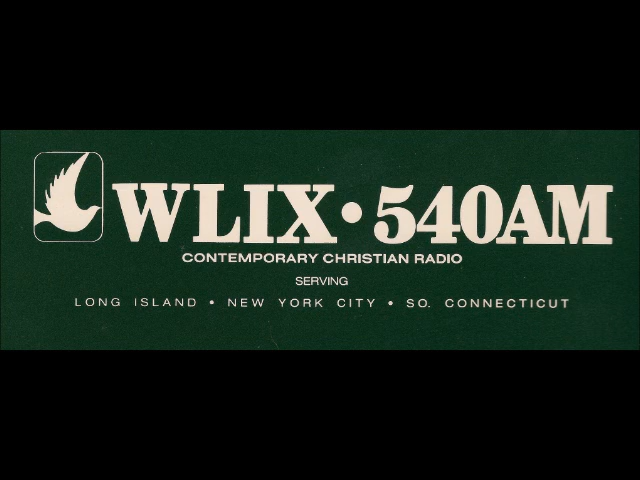 WLIX • 540AM
CONTEMPORARY CHRISTIAN RADIO
SERVING
LONG ISLAND • NEW YORK CITY • SO. CONNECTICUT